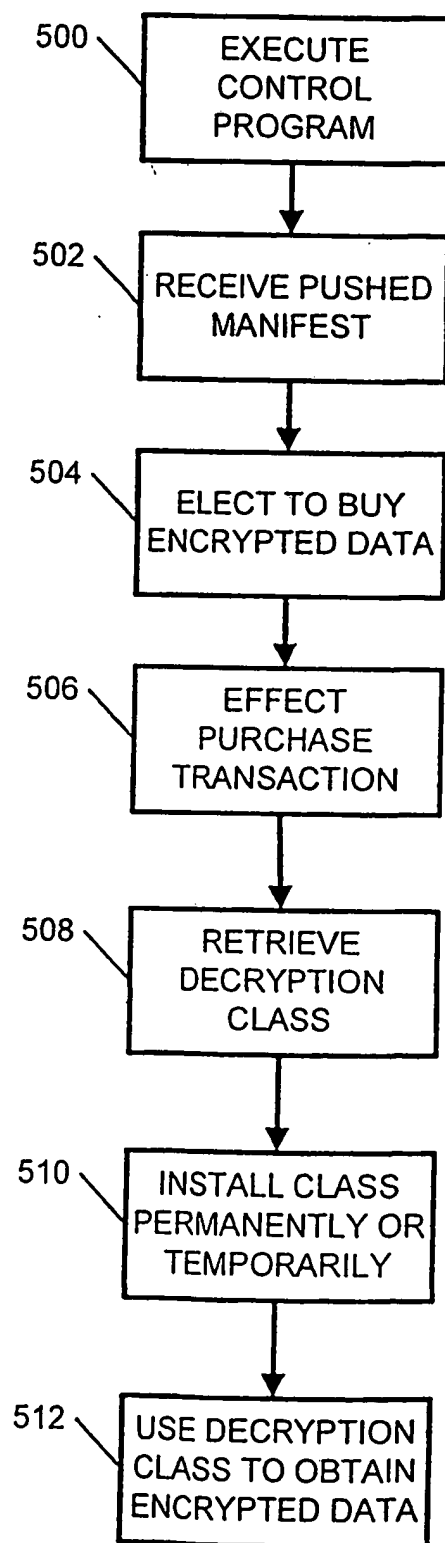 500
EXECUTE
CONTROL
PROGRAM
502
RECEIVE PUSHED
MANIFEST
504
ELECT TO BUY
ENCRYPTED DATA
506
EFFECT
PURCHASE
TRANSACTION
508
RETRIEVE
DECRYPTION
CLASS
510
INSTALL CLASS
PERMANENTLY OR
TEMPORARILY
512
USE DECRYPTION
CLASS TO OBTAIN
ENCRYPTED DATA